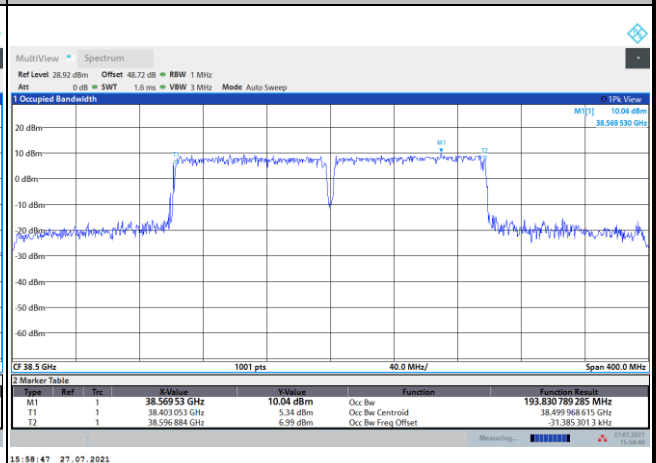 MultiView Spectrum
Ref Level 28.92 dBm Offset 48.72 dB RBW 1 MHz
Att 0 dB SWT 1.6 ms VBW 3 MHz Mode Auto Sweep
1 Occupied Bandwidth 1Pk View
M1[1] 10.04 dBm
38.569 530 GHz
20 dBm
M1
10 dBm
T1 T2
0 dBm
-10 dBm
-20 dBm
-30 dBm
-40 dBm
-50 dBm
-60 dBm
CF 38.5 GHz 1001 pts 40.0 MHz/ Span 400.0 MHz
2 Marker Table
Type Ref Trc X-Value Y-Value Function Function Result
M1 1 38.569 53 GHz 10.04 dBm Occ Bw 193.830 789 285 MHz
T1 1 38.403 053 GHz 5.34 dBm Occ Bw Centroid 38.499 968 615 GHz
T2 1 38.596 884 GHz 6.99 dBm Occ Bw Freq Offset -31.385 301 3 kHz
Measuring... 27.07.2021
15:58:46
15:58:47 27.07.2021